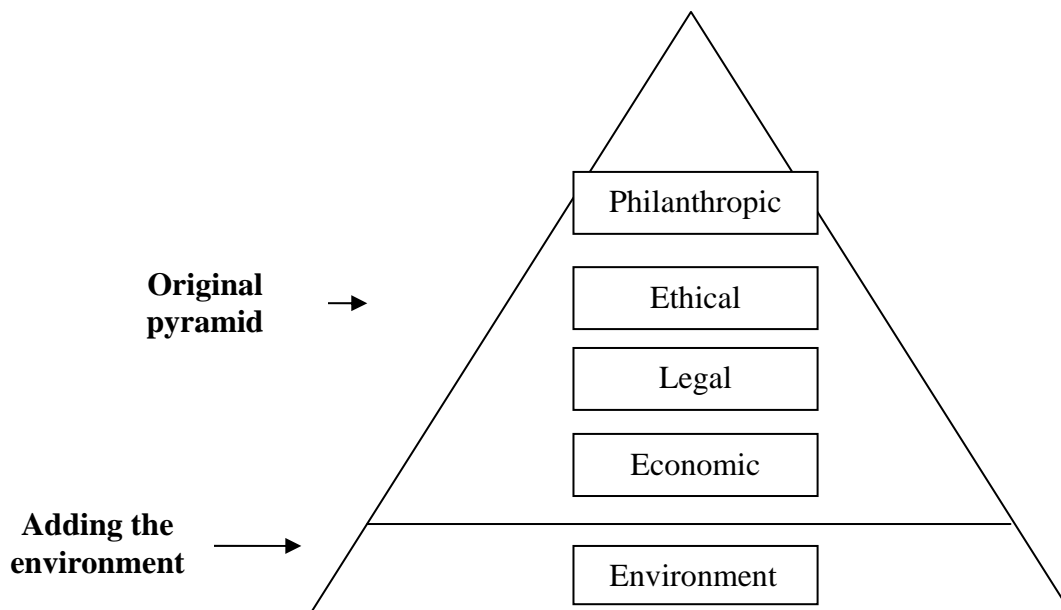 Philanthropic
Original
pyramid
Ethical
Legal
Economic
Adding the
environment
Environment